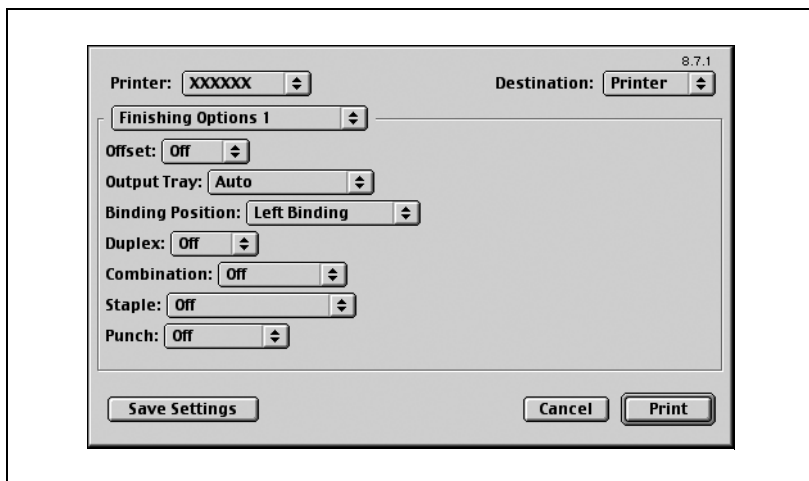 8.7.1
Printer: XXXXXX Destination: Printer
Finishing Options 1
Offset: Off
Output Tray: Auto
Binding Position: Left Binding
Duplex: Off
Combination: Off
Staple: Off
Punch: Off
Save Settings Cancel Print